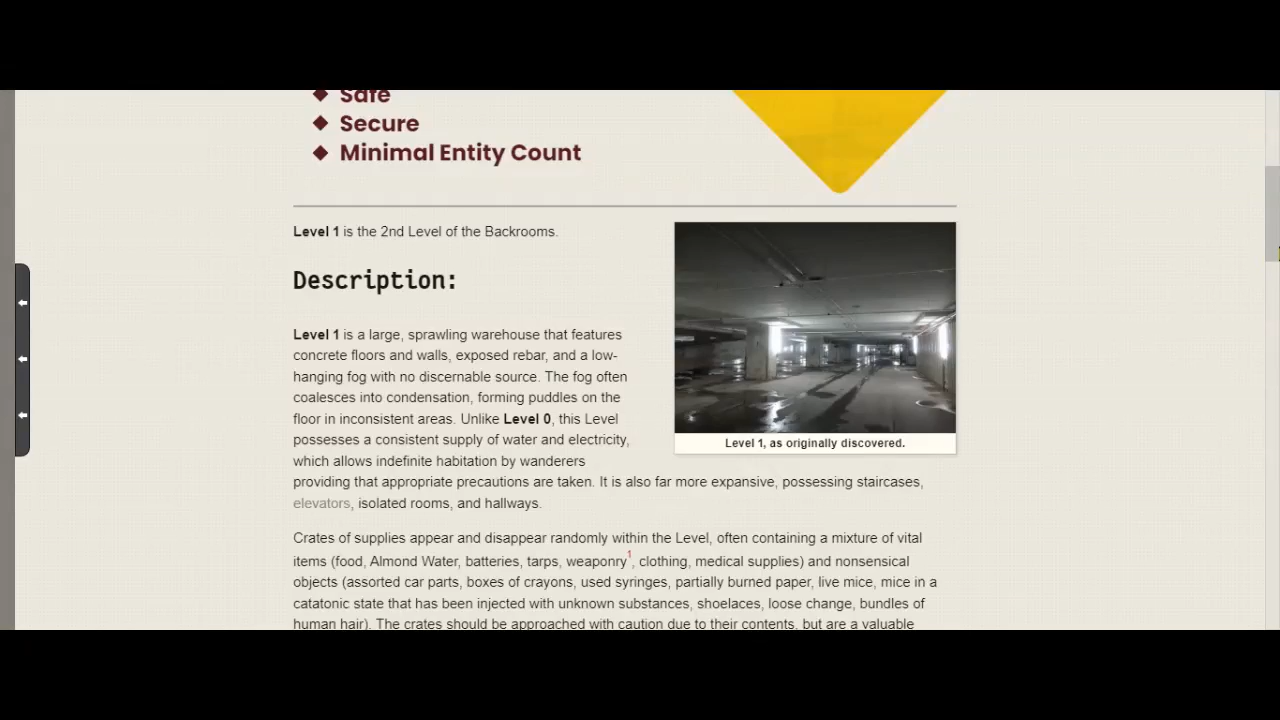 Safe
Secure
Minimal Entity Count
Level 1 is the 2nd Level of the Backrooms.
Description:
Level 1 is a large, sprawling warehouse that features
concrete floors and walls, exposed rebar, and a low-
hanging fog with no discernable source. The fog often
coalesces into condensation, forming puddles on the
floor in inconsistent areas. Unlike Level 0, this Level
possesses a consistent supply of water and electricity,
which allows indefinite habitation by wanderers
providing that appropriate precautions are taken. It is also far more expansive, possessing staircases,
elevators, isolated rooms, and hallways.
Level 1, as originally discovered.
Crates of supplies appear and disappear randomly within the Level, often containing a mixture of vital
items (food, Almond Water, batteries, tarps, weaponry1, clothing, medical supplies) and nonsensical
objects (assorted car parts, boxes of crayons, used syringes, partially burned paper, live mice, mice in a
catatonic state that has been injected with unknown substances, shoelaces, loose change, bundles of
human hair). The crates should be approached with caution due to their contents, but are a valuable